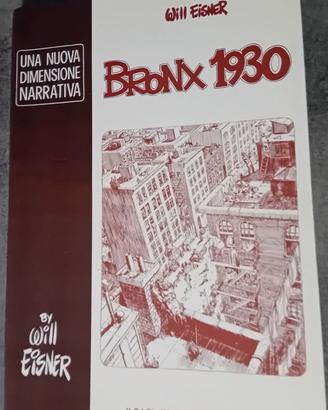 Will Eisner
UNA NUOVA
DIMENSIONE
NARRATIVA
BRONX 1930
BY
Will
EISNER